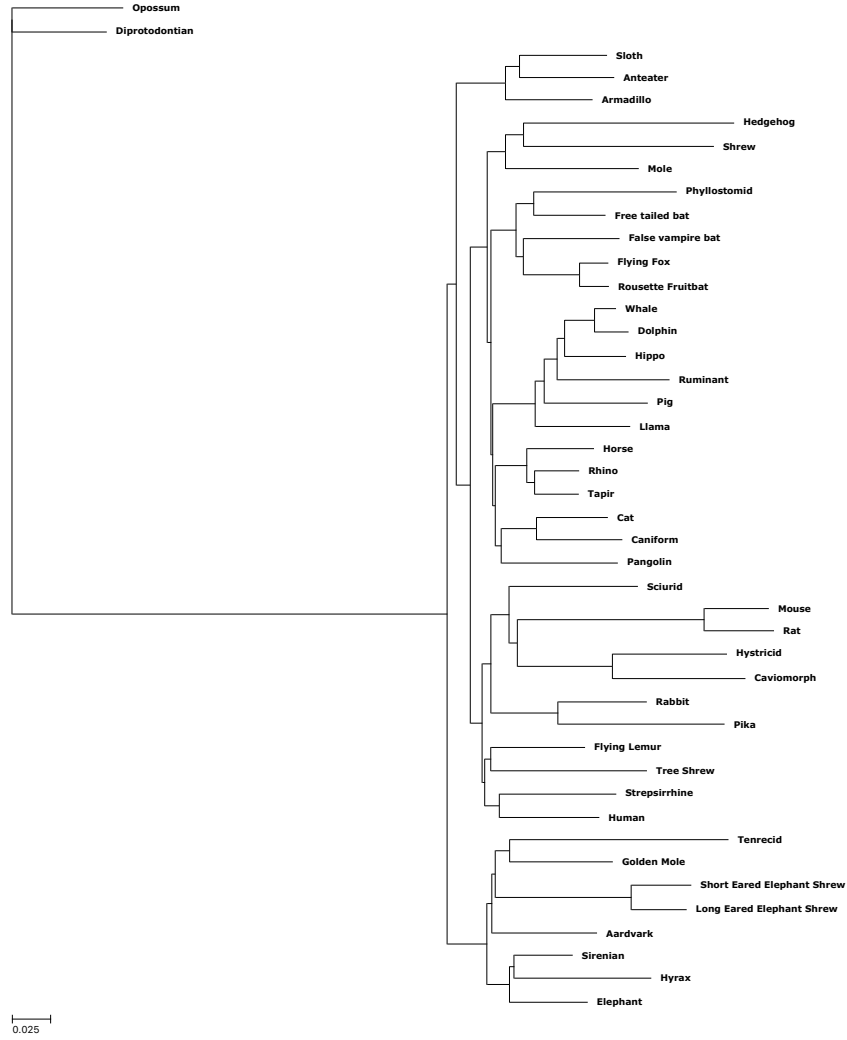 Opossum
Diprotodontian
Sloth
Anteater
Armadillo
Hedgehog
Shrew
Mole
Phyllostomid
Free tailed bat
False vampire bat
Flying Fox
Rousette Fruitbat
Whale
Dolphin
Hippo
Ruminant
Pig
Llama
Horse
Rhino
Tapir
Cat
Caniform
Pangolin
Sciurid
Mouse
Rat
Hystricid
Caviomorph
Rabbit
Pika
Flying Lemur
Tree Shrew
Strepsirrhine
Human
Tenrecid
Golden Mole
Short Eared Elephant Shrew
Long Eared Elephant Shrew
Aardvark
Sirenian
Hyrax
Elephant
0.025